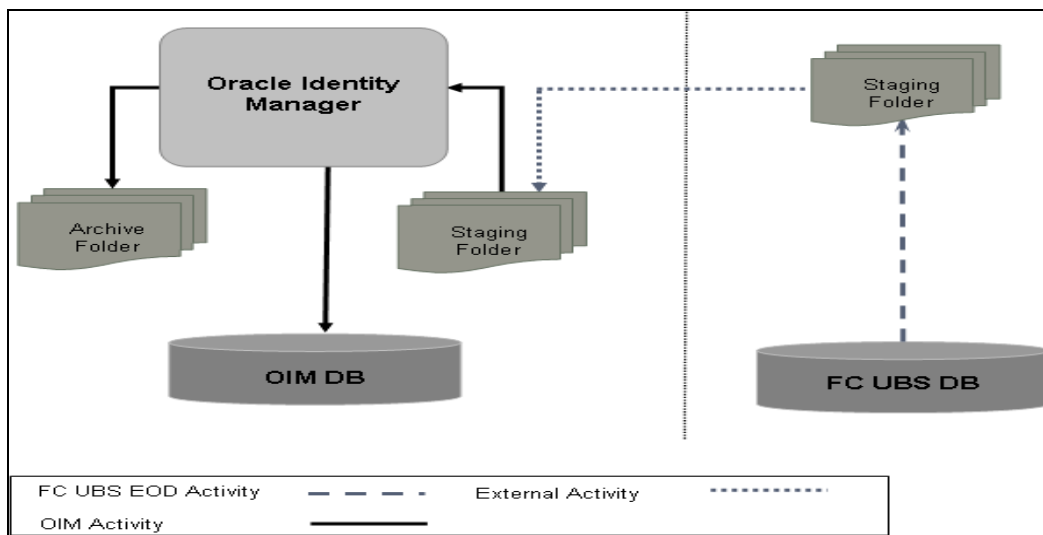 Oracle Identity
Manager
Staging
Folder
Archive
Folder
Staging
Folder
OIM DB
FC UBS DB
FC UBS EOD Activity
External Activity
OIM Activity